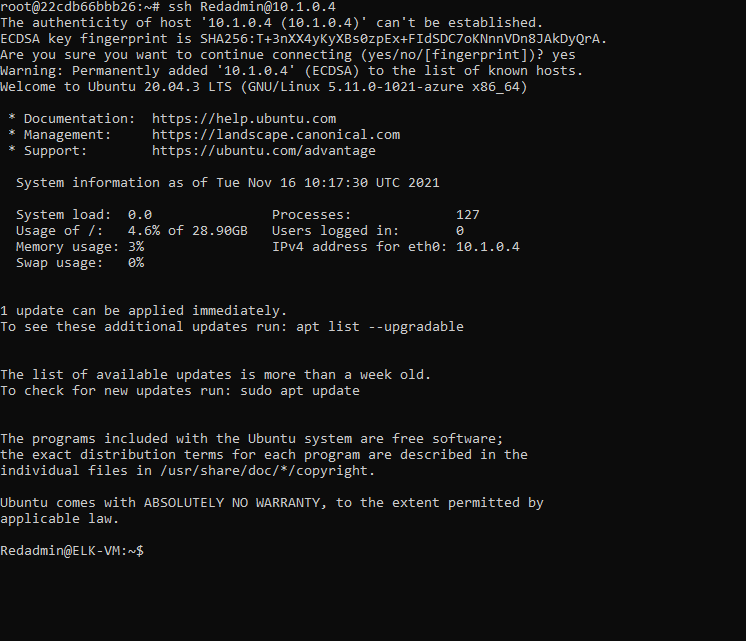 root@22cdb66bbb26:~# ssh Redadmin@10.1.0.4
The authenticity of host '10.1.0.4 (10.1.0.4)' can't be established.
ECDSA key fingerprint is SHA256:T+3nXX4yKyXBs0zpEx+FIdSDC7oKNnnVDn8JAkDyQrA.
Are you sure you want to continue connecting (yes/no/[fingerprint])? yes
Warning: Permanently added '10.1.0.4' (ECDSA) to the list of known hosts.
Welcome to Ubuntu 20.04.3 LTS (GNU/Linux 5.11.0-1021-azure x86_64)

 * Documentation:  https://help.ubuntu.com
 * Management:     https://landscape.canonical.com
 * Support:        https://ubuntu.com/advantage

  System information as of Tue Nov 16 10:17:30 UTC 2021

  System load:  0.0               Processes:             127
  Usage of /:   4.6% of 28.90GB   Users logged in:       0
  Memory usage: 3%                IPv4 address for eth0: 10.1.0.4
  Swap usage:   0%


1 update can be applied immediately.
To see these additional updates run: apt list --upgradable


The list of available updates is more than a week old.
To check for new updates run: sudo apt update


The programs included with the Ubuntu system are free software;
the exact distribution terms for each program are described in the
individual files in /usr/share/doc/*/copyright.

Ubuntu comes with ABSOLUTELY NO WARRANTY, to the extent permitted by
applicable law.

Redadmin@ELK-VM:~$